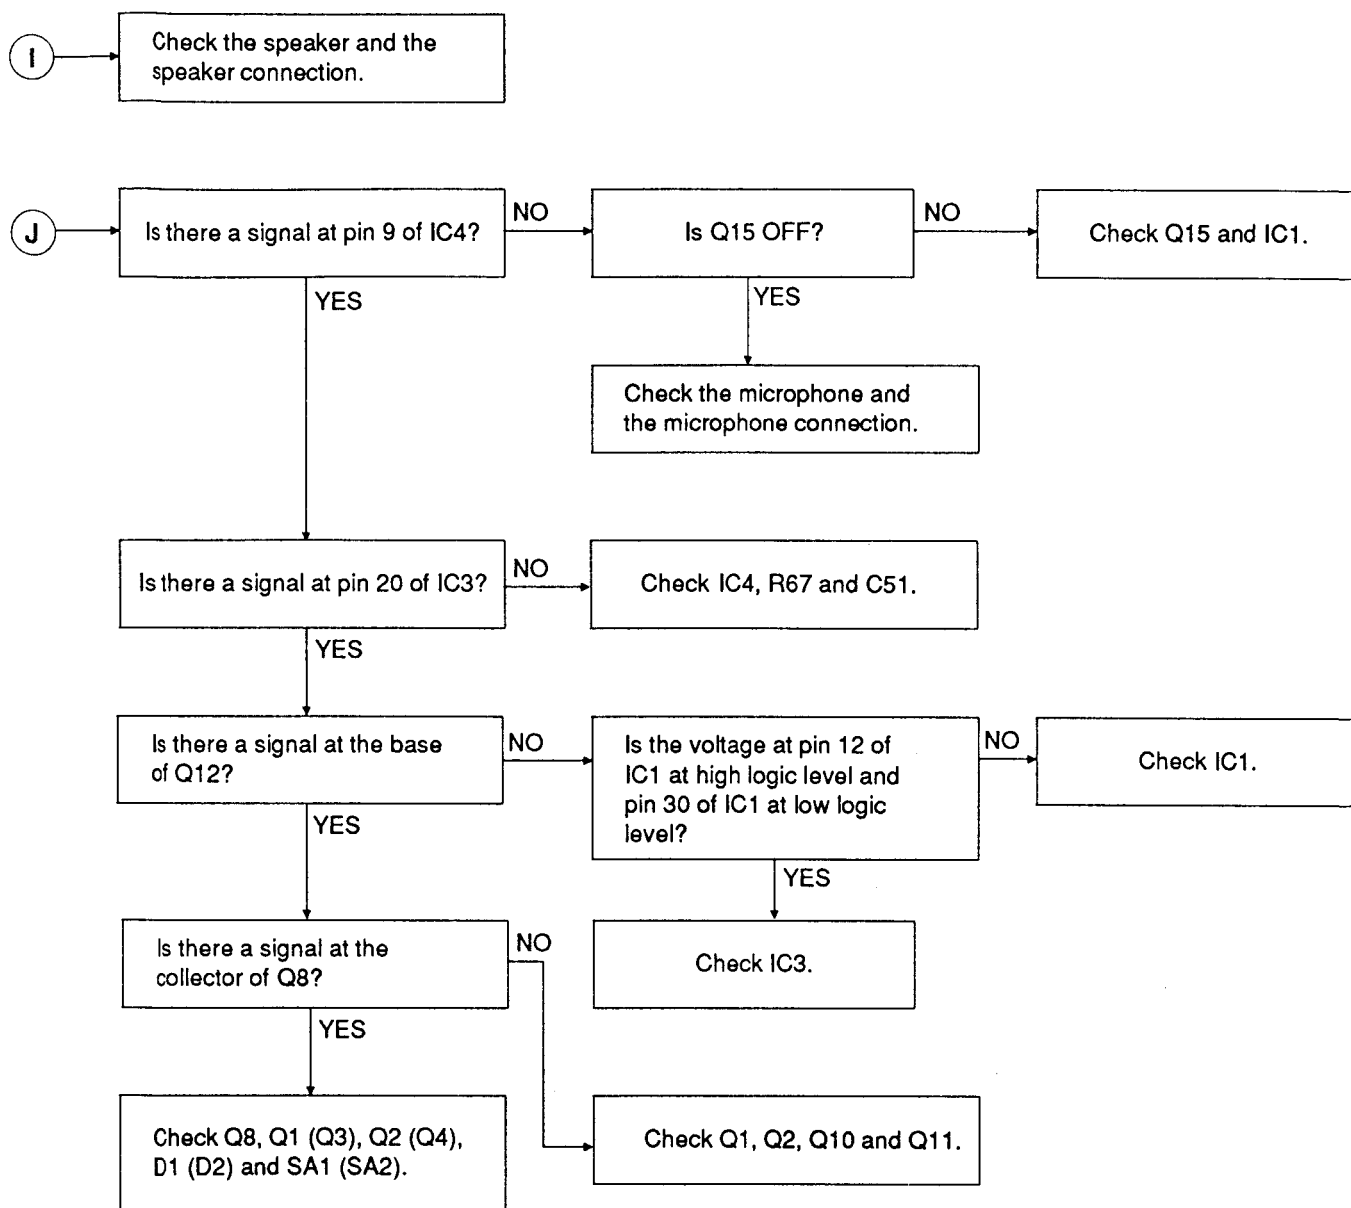 I
Check the speaker and the
speaker connection.
J
Is there a signal at pin 9 of IC4?
NO
Is Q15 OFF?
NO
Check Q15 and IC1.
YES
YES
Check the microphone and
the microphone connection.
Is there a signal at pin 20 of IC3?
NO
Check IC4, R67 and C51.
YES
Is there a signal at the base
of Q12?
NO
Is the voltage at pin 12 of
IC1 at high logic level and
pin 30 of IC1 at low logic
level?
NO
Check IC1.
YES
YES
Is there a signal at the
collector of Q8?
NO
Check IC3.
YES
Check Q8, Q1 (Q3), Q2 (Q4),
D1 (D2) and SA1 (SA2).
Check Q1, Q2, Q10 and Q11.